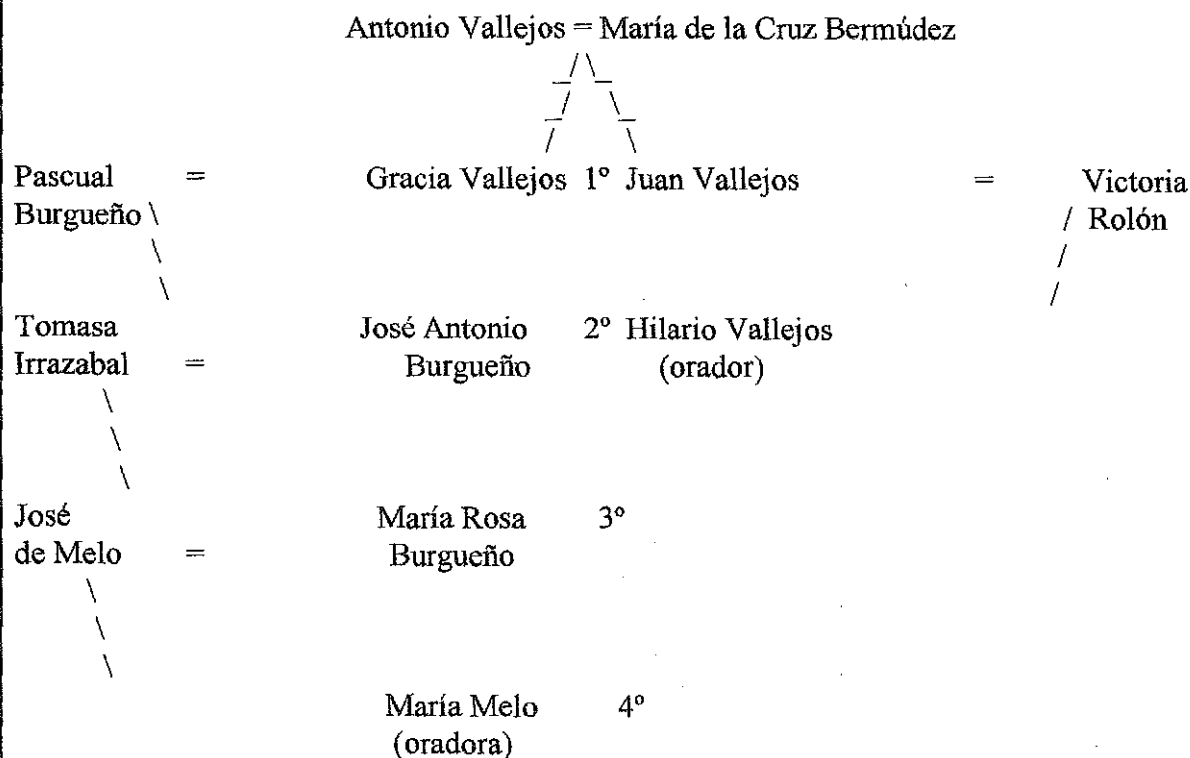 Antonio Vallejos = María de la Cruz Bermúdez
Pascual = Gracia Vallejos 1º Juan Vallejos = Victoria
Burgueño Rolón
Tomasa José Antonio 2º Hilario Vallejos
Irrazabal = Burgueño (orador)
José María Rosa 3º
de Melo = Burgueño
María Melo 4º
(oradora)